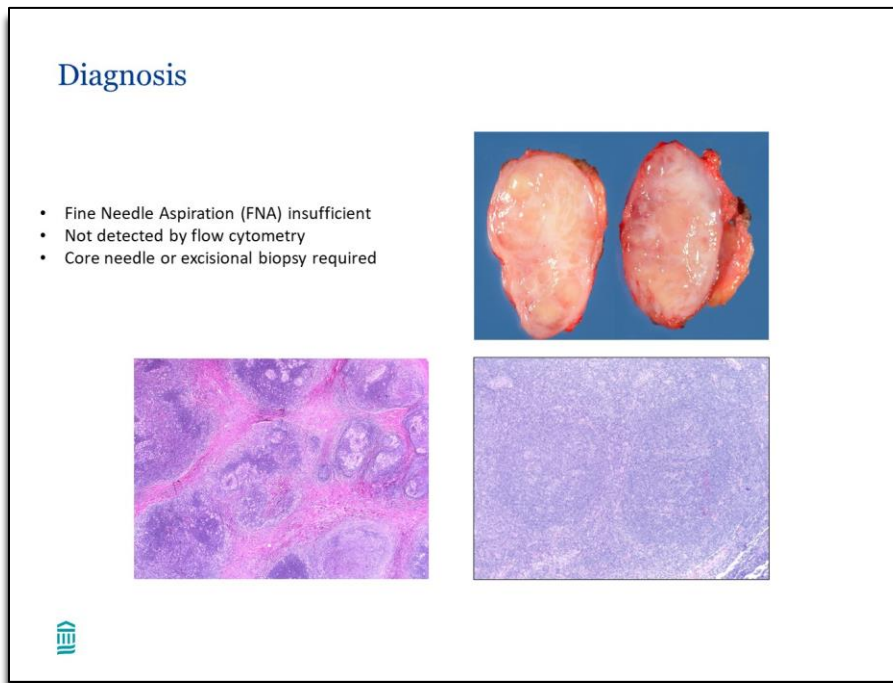 Diagnosis
• Fine Needle Aspiration (FNA) insufficient
• Not detected by flow cytometry
• Core needle or excisional biopsy required